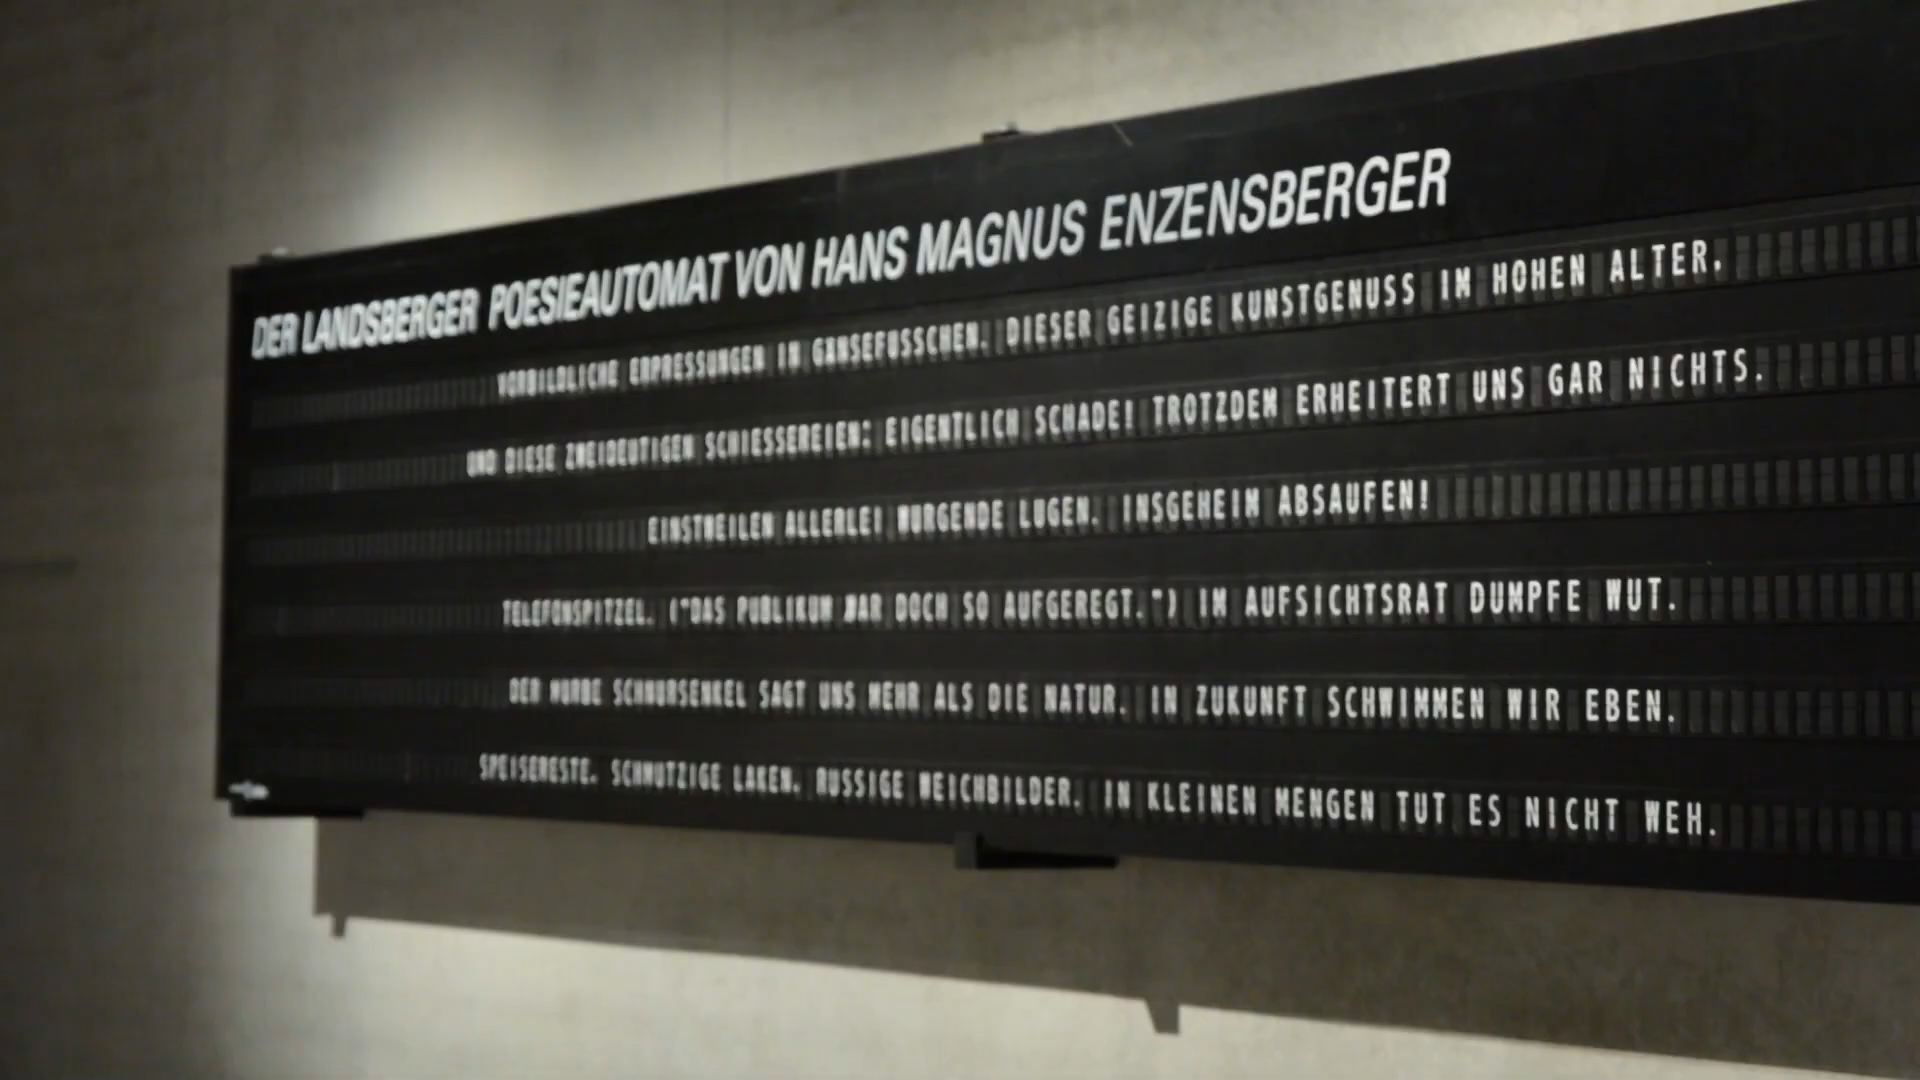 DER LANDSBERGER POESIEAUTOMAT VON HANS MAGNUS ENZENSBERGER
VORBILDLICHE ERPRESSUNGEN IN GÄNSEFÜSSCHEN. DIESER GEIZIGE KUNSTGENUSS IM HOHEN ALTER.
UND DIESE ZWEIDEUTIGEN SCHIESSEREIEN: EIGENTLICH SCHADE! TROTZDEM ERHEITERT UNS GAR NICHTS.
EINSTWEILEN ALLERLEI WÜRGENDE LÜGEN. INSGEHEIM ABSAUFEN!
TELEFONSPITZEL. ("DAS PUBLIKUM WAR DOCH SO AUFGEREGT.") IM AUFSICHTSRAT DUMPFE WUT.
DER MÜRBE SCHNÜRSENKEL SAGT UNS MEHR ALS DIE NATUR. IN ZUKUNFT SCHWIMMEN WIR EBEN.
SPEISERESTE. SCHMUTZIGE LAKEN. RUSSIGE WEICHBILDER. IN KLEINEN MENGEN TUT ES NICHT WEH.